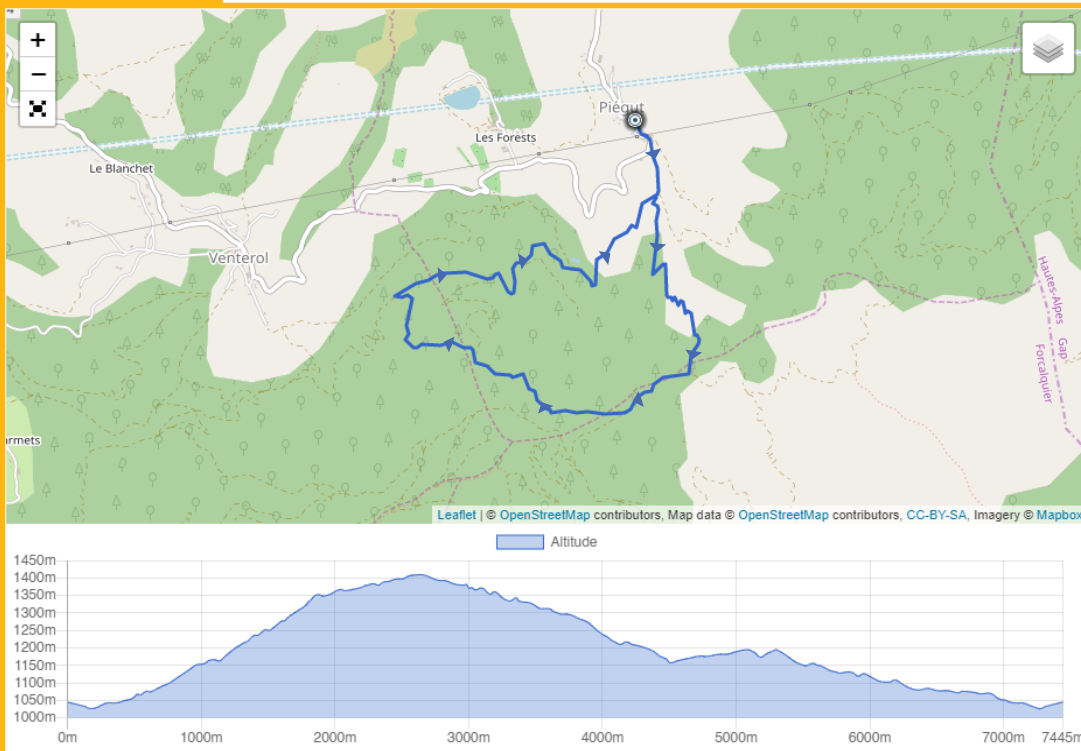 4
+
−
Piégut
Les Forests
Le Blanchet
Venterol
Hautes-Alpes
Gap
Forcalquier
armets
Leaflet | © OpenStreetMap contributors, Map data © OpenStreetMap contributors, CC-BY-SA, Imagery © Mapbox
Altitude
1450m
1400m
1350m
1300m
1250m
1200m
1150m
1100m
1050m
1000m
0m 1000m 2000m 3000m 4000m 5000m 6000m 7000m 7445m